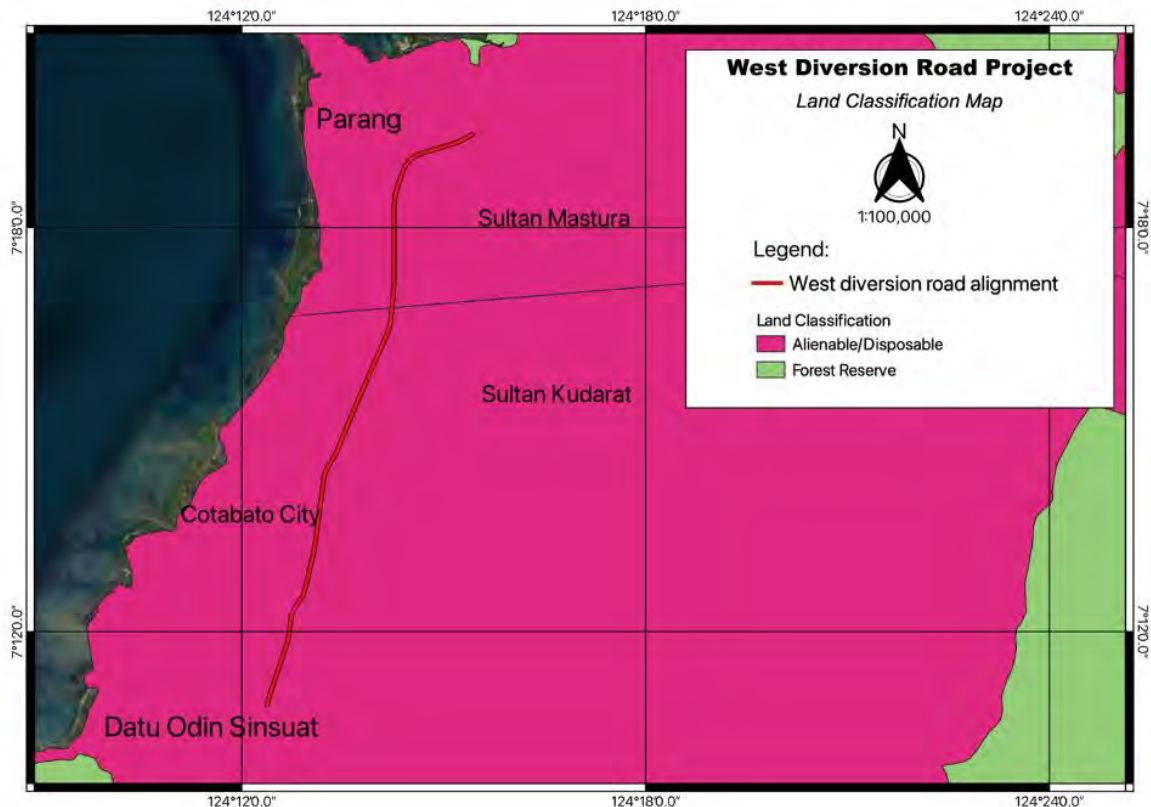 124°12'0.0" 124°18'0.0" 124°24'0.0"
West Diversion Road Project
Land Classification Map
N
1:100,000
Legend:
West diversion road alignment
Land Classification
Alienable/Disposable
Forest Reserve
Parang
Sultan Mastura
7°18'0.0" 7°18'0.0"
Sultan Kudarat
Cotabato City
7°12'0.0" 7°12'0.0"
Datu Odin Sinsuat
124°12'0.0" 124°18'0.0" 124°24'0.0"